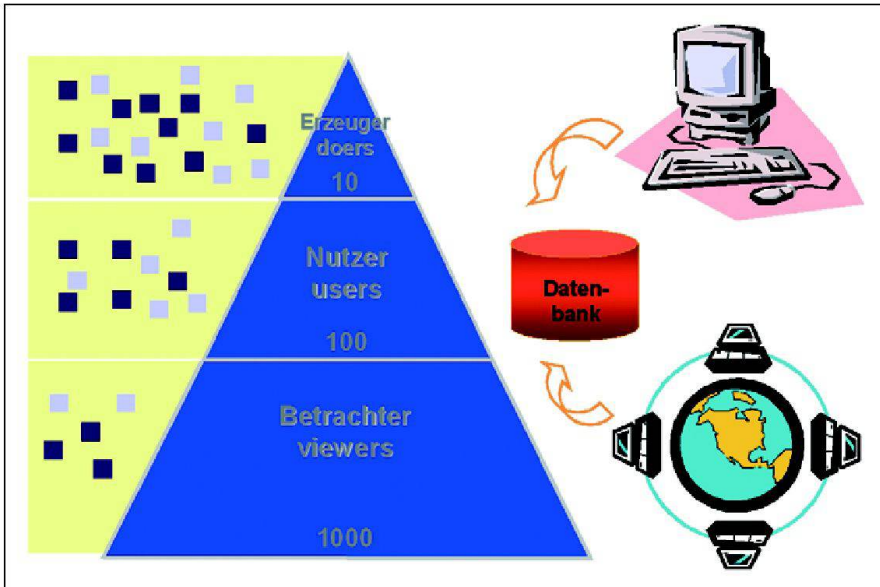 Erzeuger
doers
10
Nutzer
users
100
Betrachter
viewers
1000
Daten-
bank